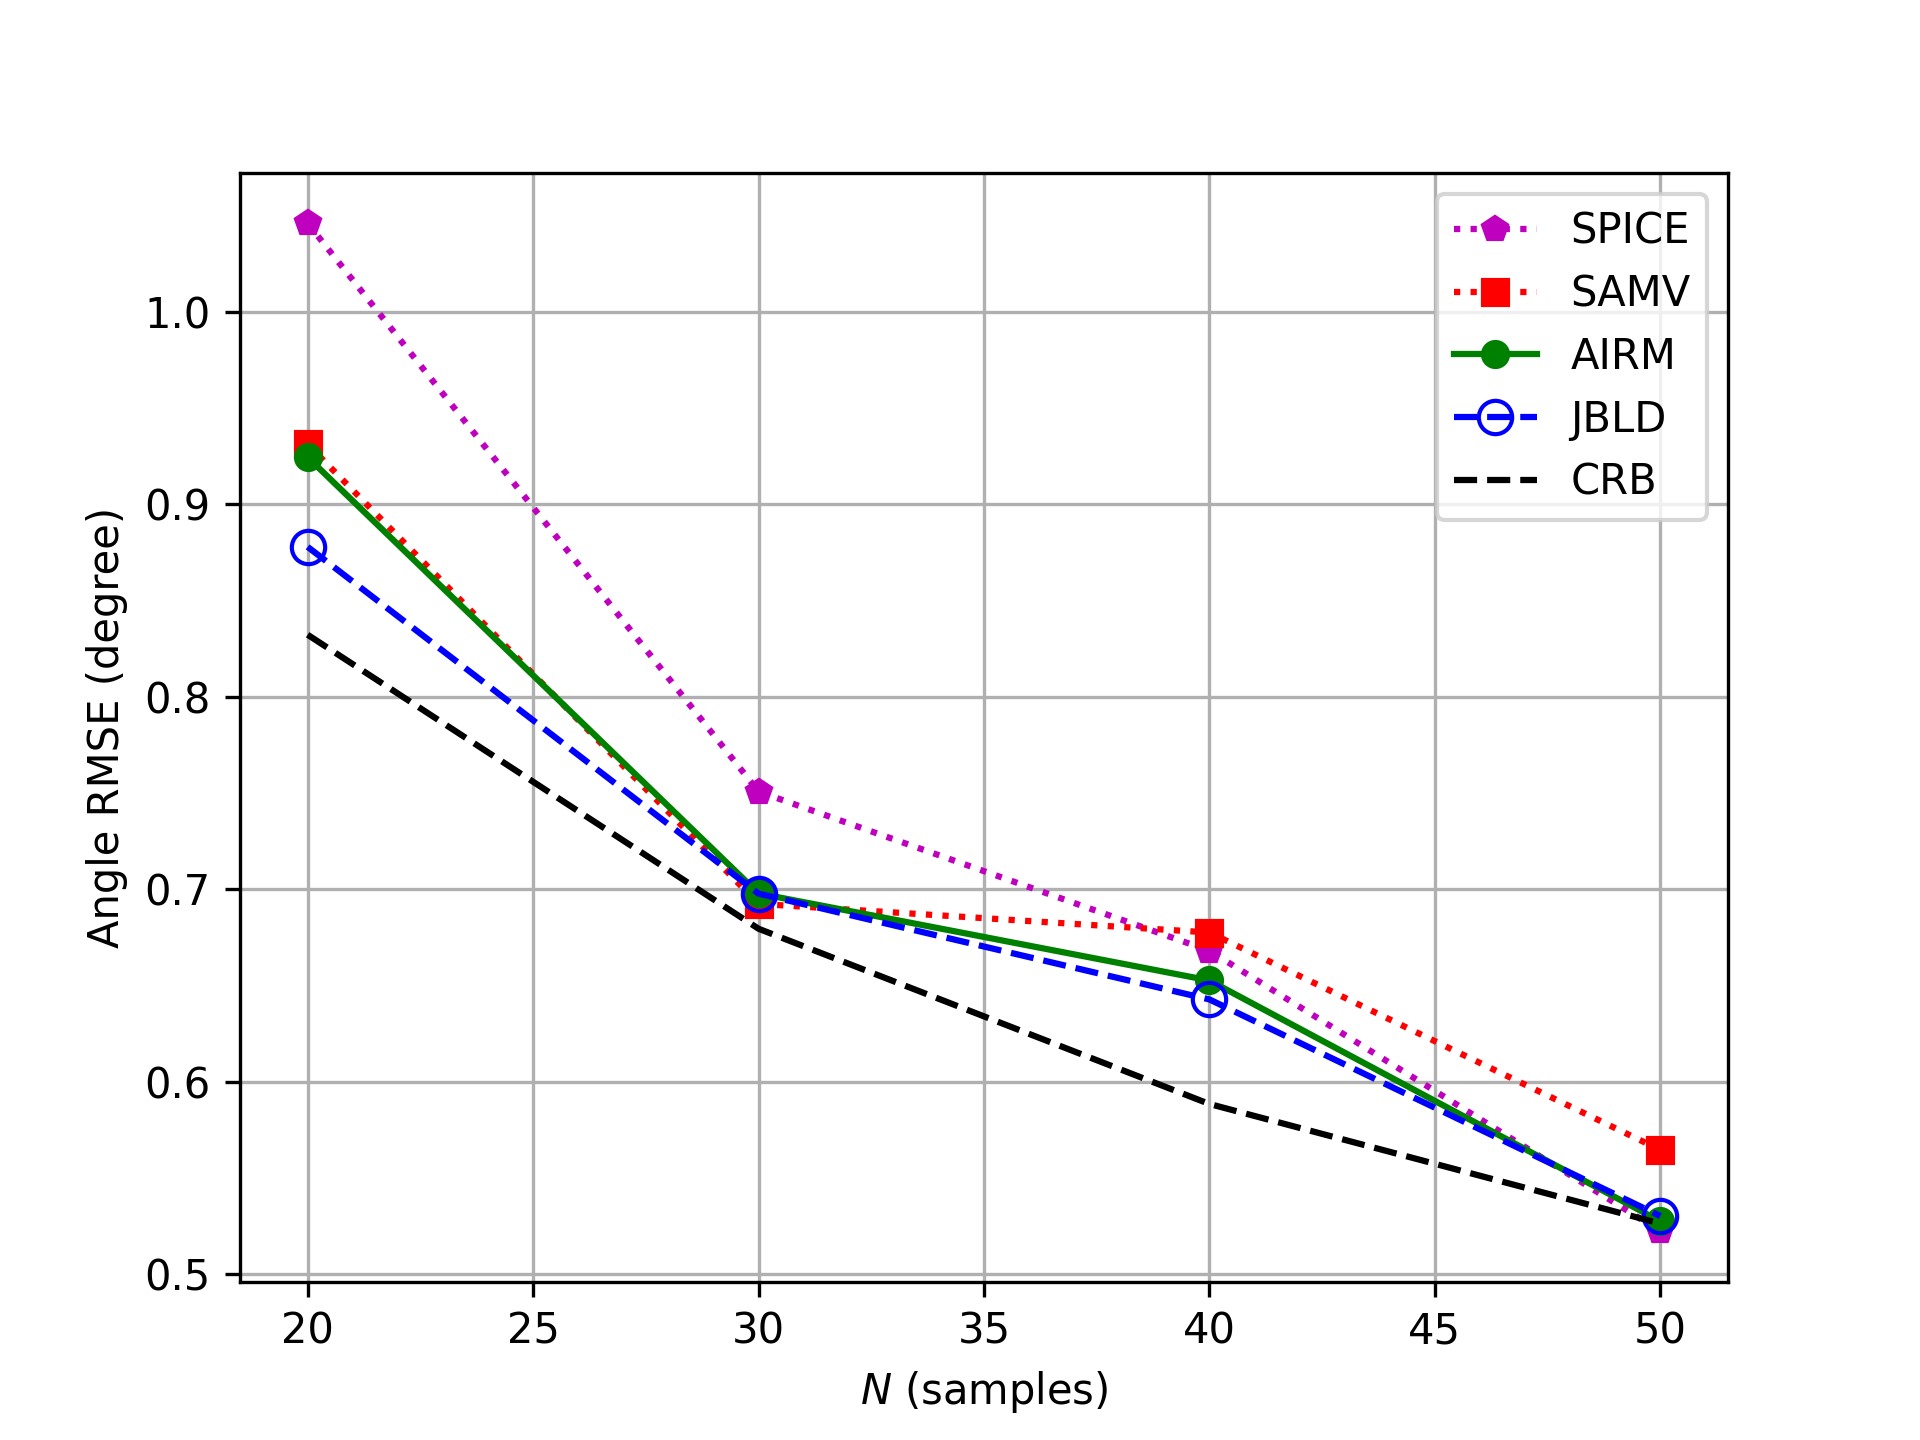 SPICE
SAMV
AIRM
JBLD
CRB
1.0
0.9
0.8
0.7
0.6
0.5
Angle RMSE (degree)
20 25 30 35 40 45 50
N (samples)